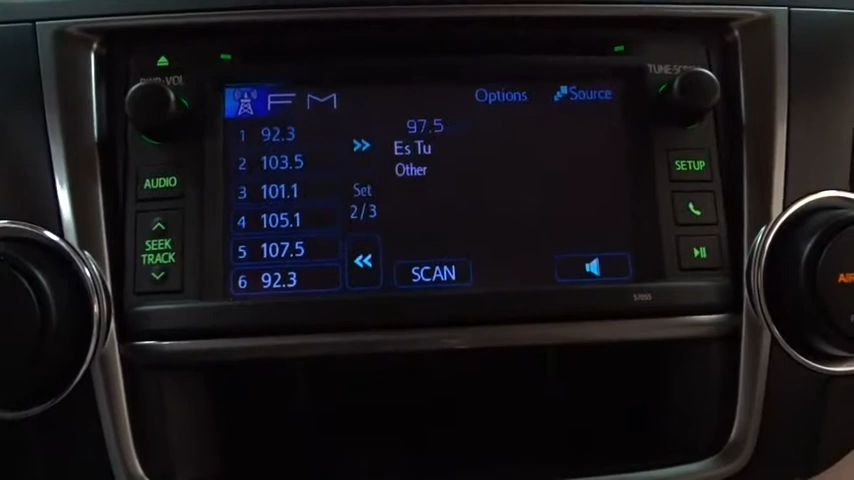 PWR·VOL
TUNE·SCROLL
FM
Options
Source
1 92.3
2 103.5
3 101.1
4 105.1
5 107.5
6 92.3
Set
2/3
97.5
Es Tu
Other
SCAN
AUDIO
SEEK
TRACK
SETUP
57055